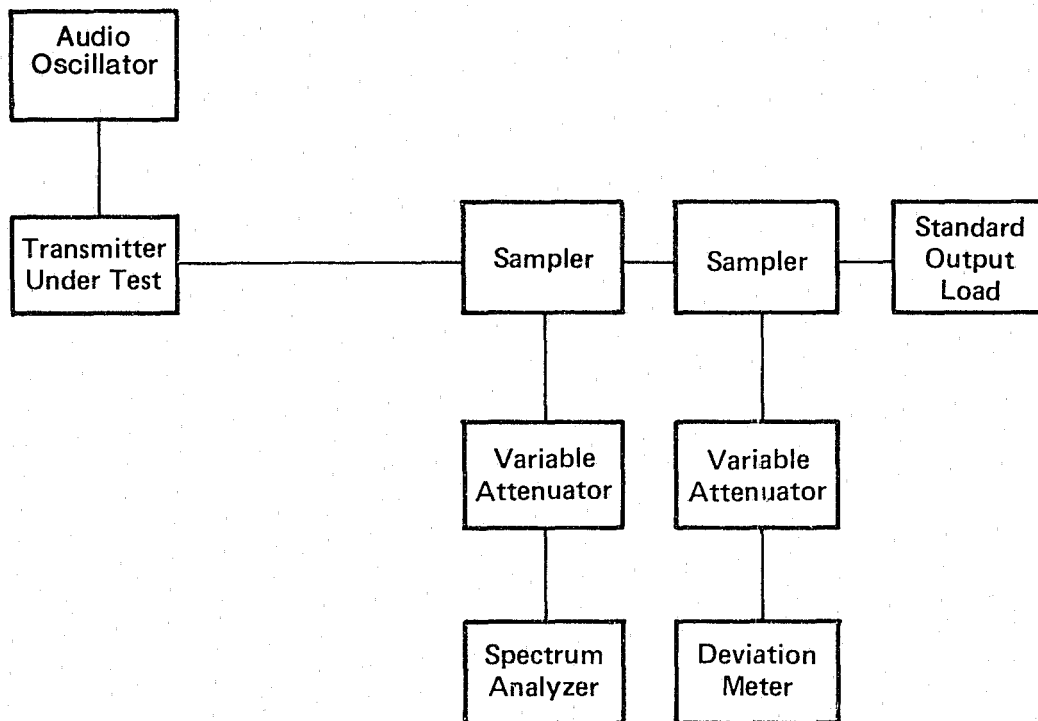 Audio
Oscillator
Transmitter
Under Test
Sampler
Sampler
Standard
Output
Load
Variable
Attenuator
Variable
Attenuator
Spectrum
Analyzer
Deviation
Meter